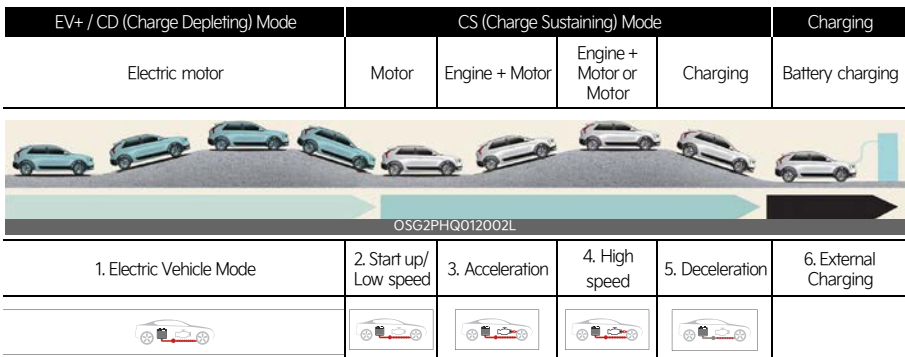 EV+ / CD (Charge Depleting) Mode
CS (Charge Sustaining) Mode
Charging
Electric motor
Motor
Engine + Motor
Engine +
Motor or
Motor
Charging
Battery charging
OSG2PHQ012002L
1. Electric Vehicle Mode
2. Start up/
Low speed
3. Acceleration
4. High
speed
5. Deceleration
6. External
Charging